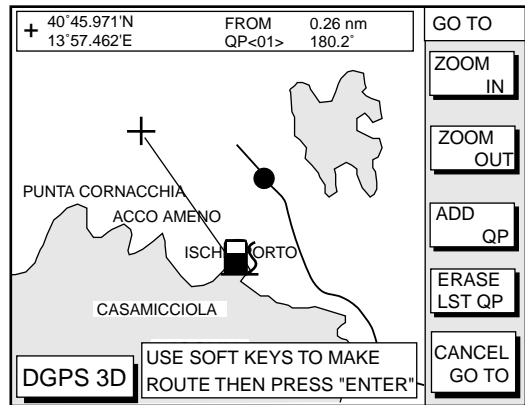 + 40°45.971'N FROM 0.26 nm
13°57.462'E QP<01> 180.2°
GO TO
ZOOM
IN
ZOOM
OUT
ADD
QP
ERASE
LST QP
CANCEL
GO TO
PUNTA CORNACCHIA
ACCO AMENO
ISCH ORTO
CASAMICCIOLA
DGPS 3D
USE SOFT KEYS TO MAKE
ROUTE THEN PRESS "ENTER"